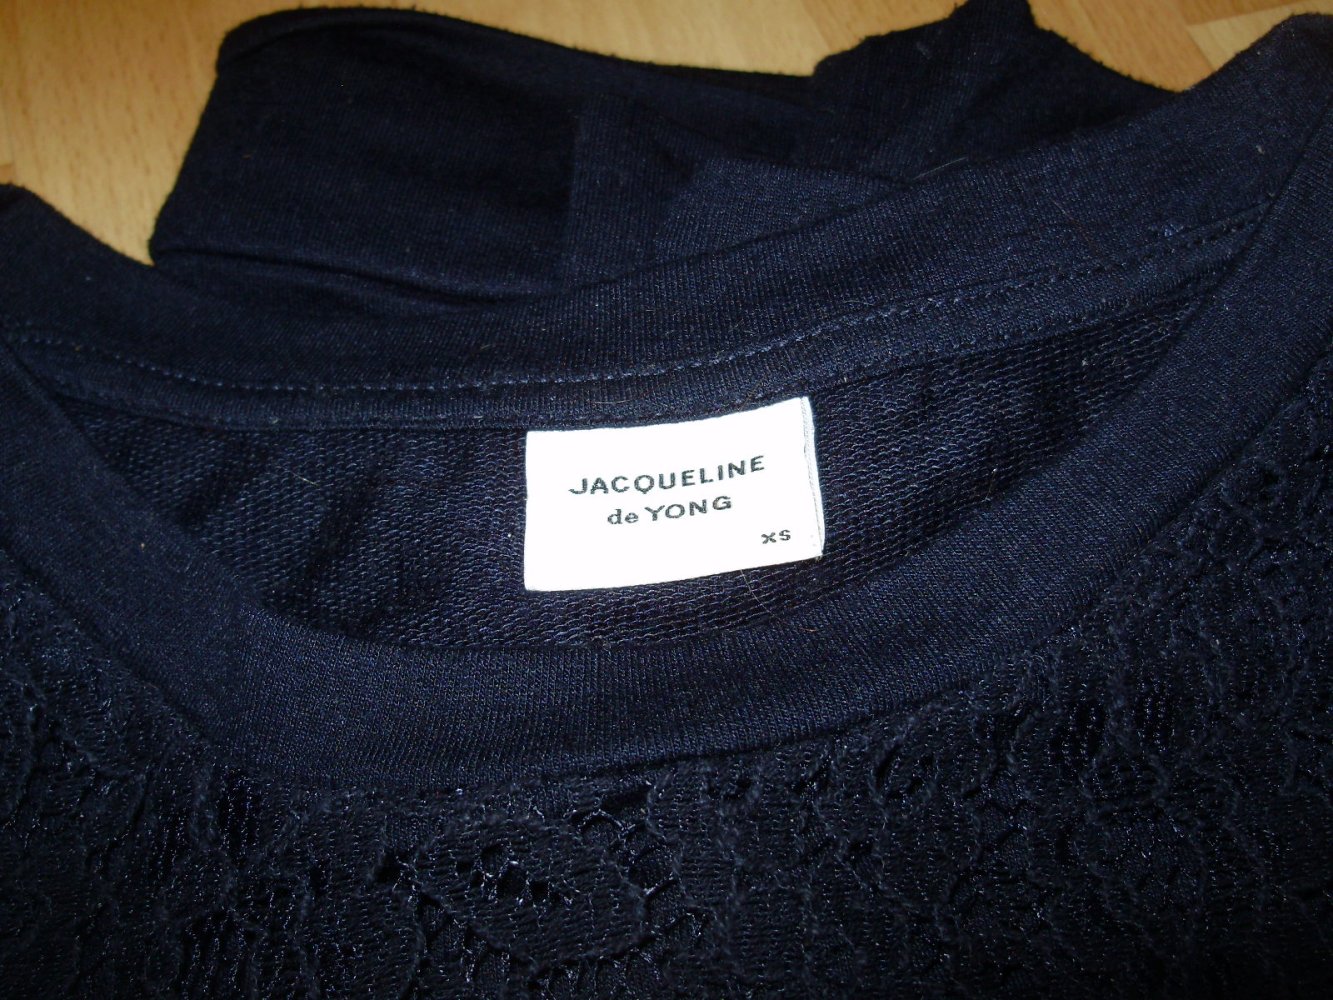 JACQUELINE
de YONG
XS